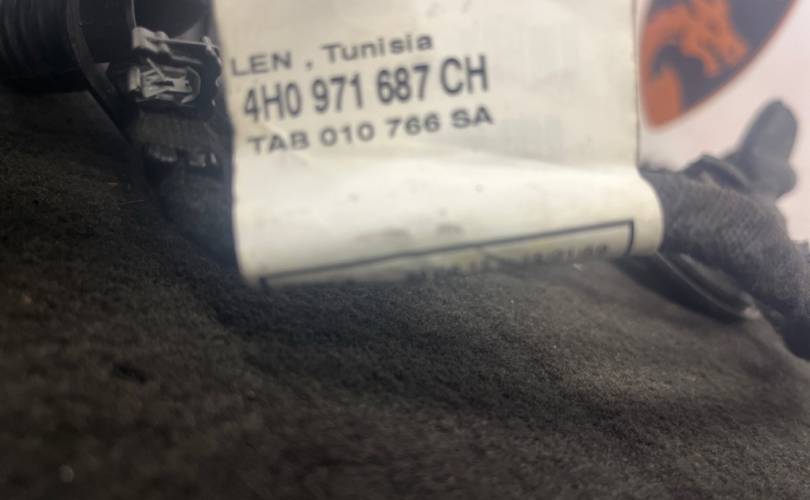 LEN , Tunisia
4H0 971 687 CH
TAB 010 766 SA